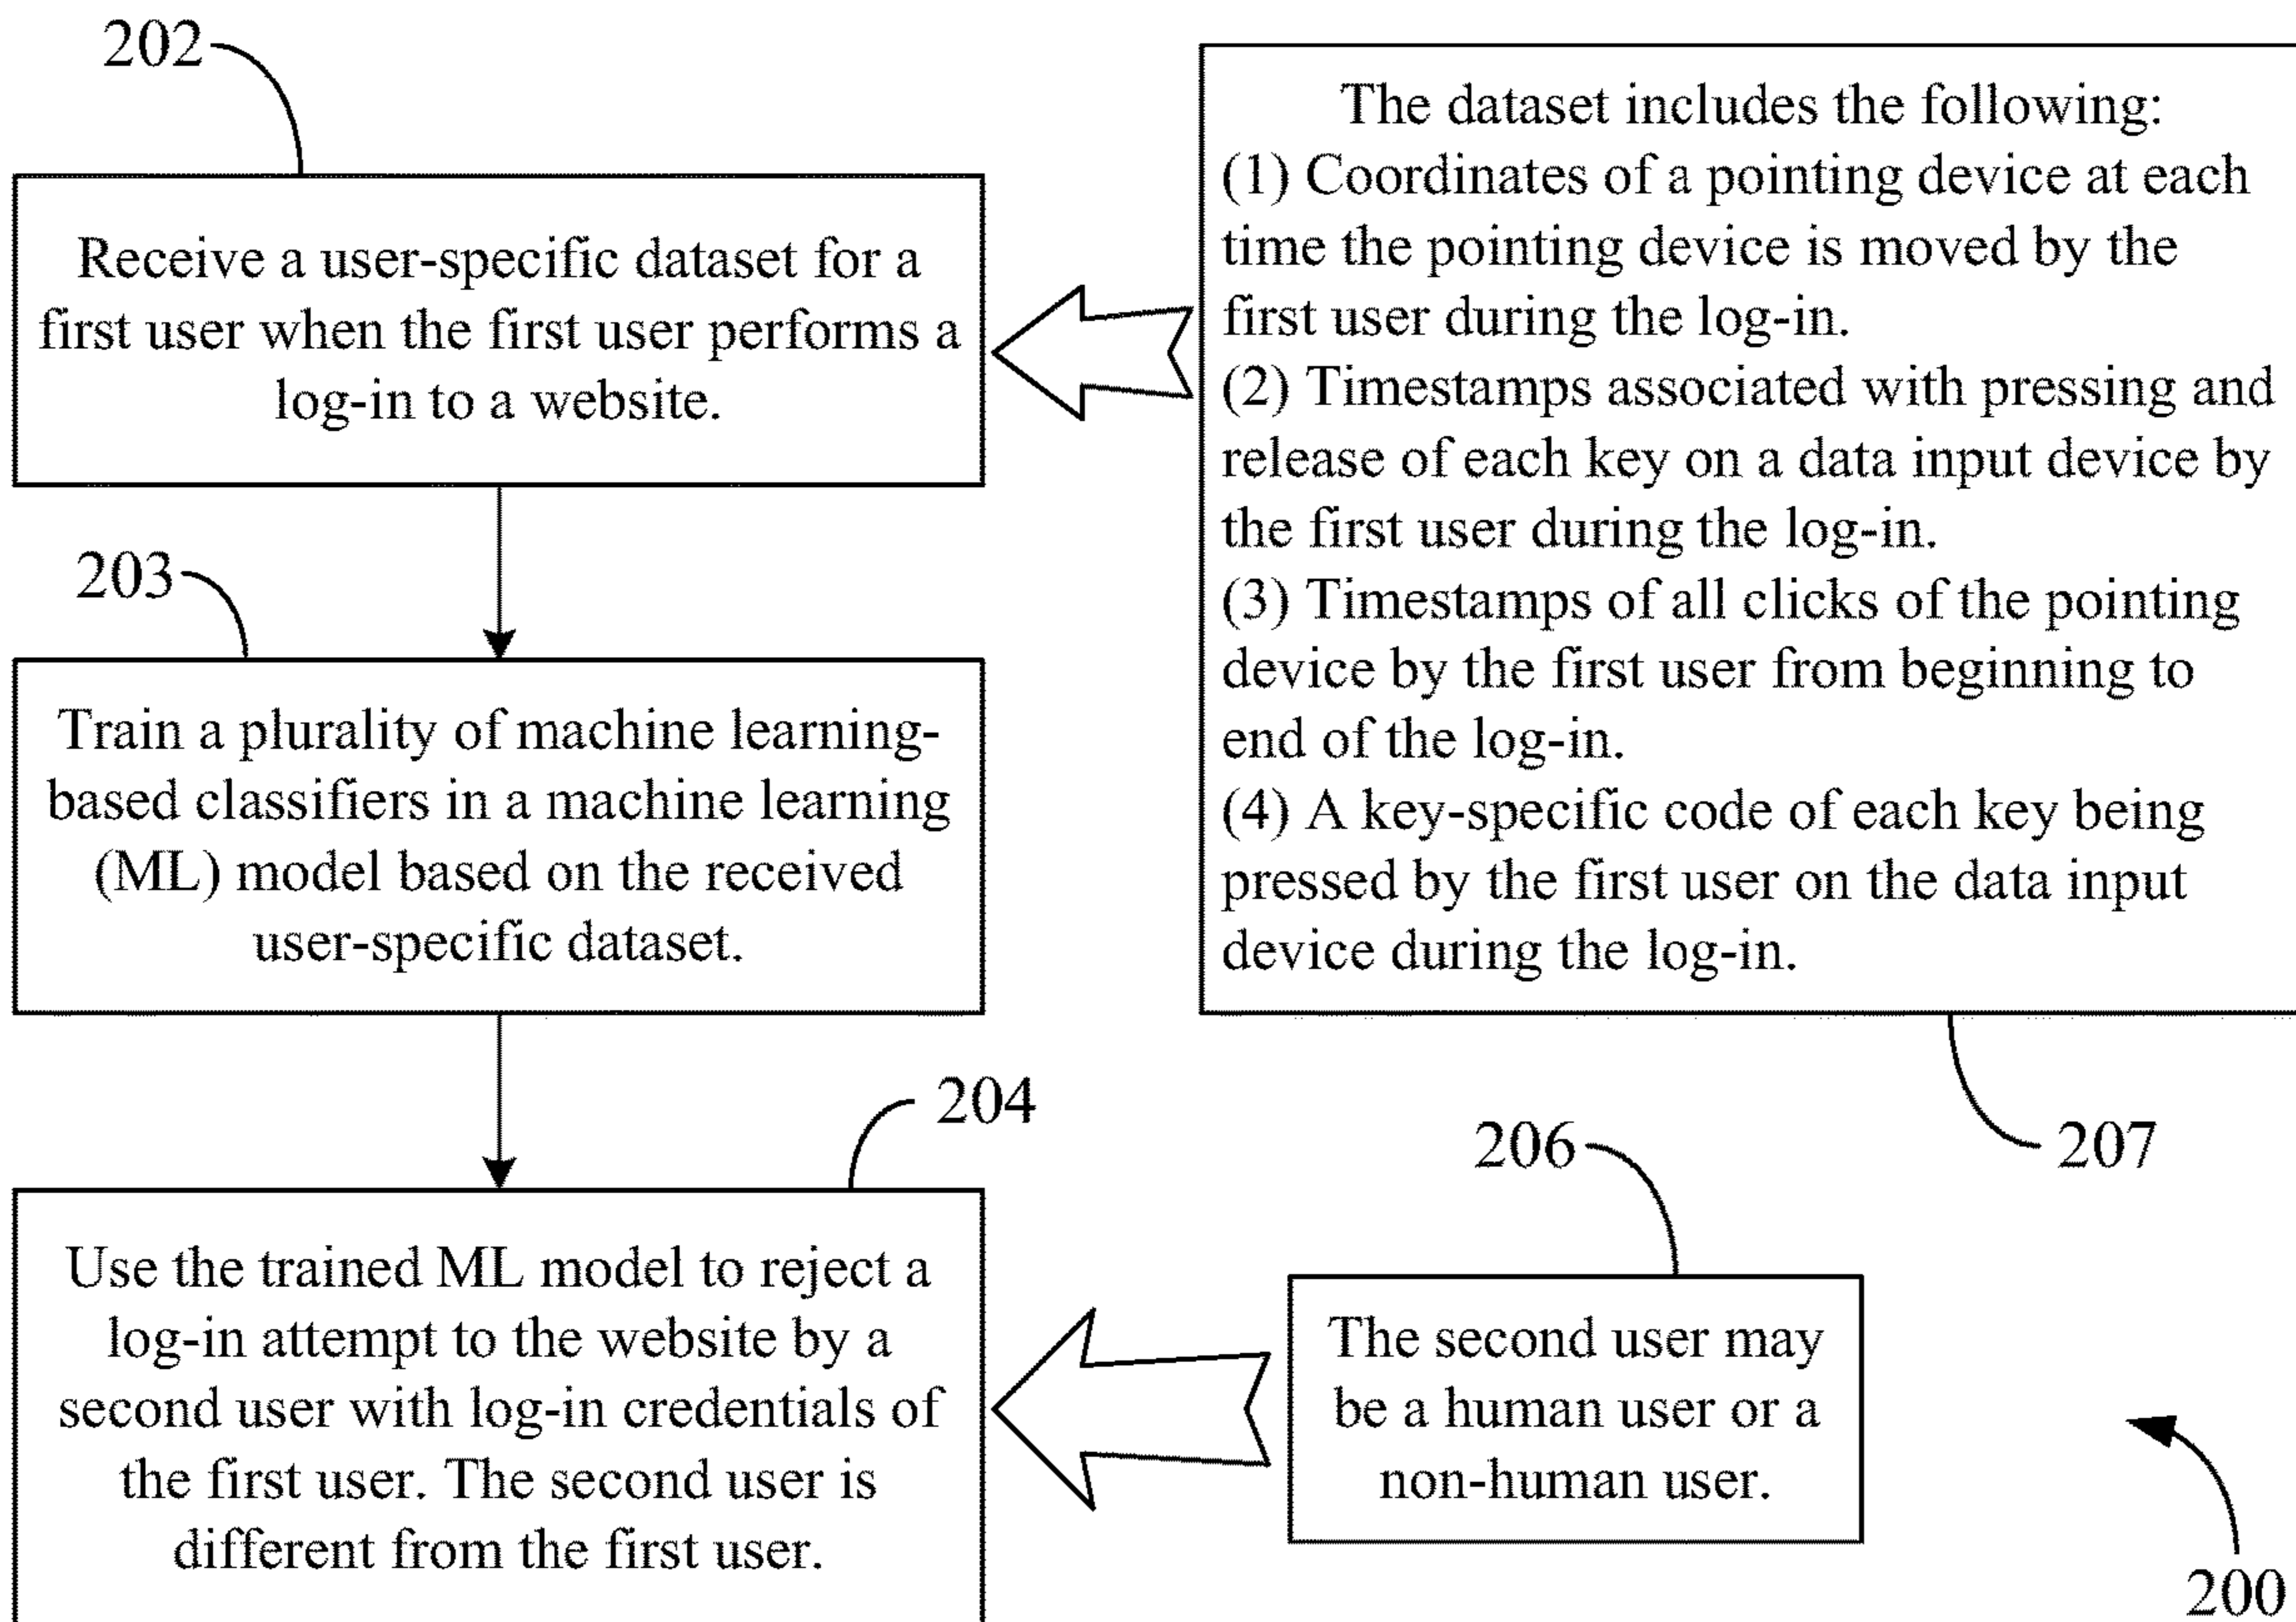 202
Receive a user-specific dataset for a
first user when the first user performs a
log-in to a website.
The dataset includes the following:
(1) Coordinates of a pointing device at each
time the pointing device is moved by the
first user during the log-in.
(2) Timestamps associated with pressing and
release of each key on a data input device by
the first user during the log-in.
(3) Timestamps of all clicks of the pointing
device by the first user from beginning to
end of the log-in.
(4) A key-specific code of each key being
pressed by the first user on the data input
device during the log-in.
207
203
Train a plurality of machine learning-
based classifiers in a machine learning
(ML) model based on the received
user-specific dataset.
204
Use the trained ML model to reject a
log-in attempt to the website by a
second user with log-in credentials of
the first user. The second user is
different from the first user.
206
The second user may
be a human user or a
non-human user.
200